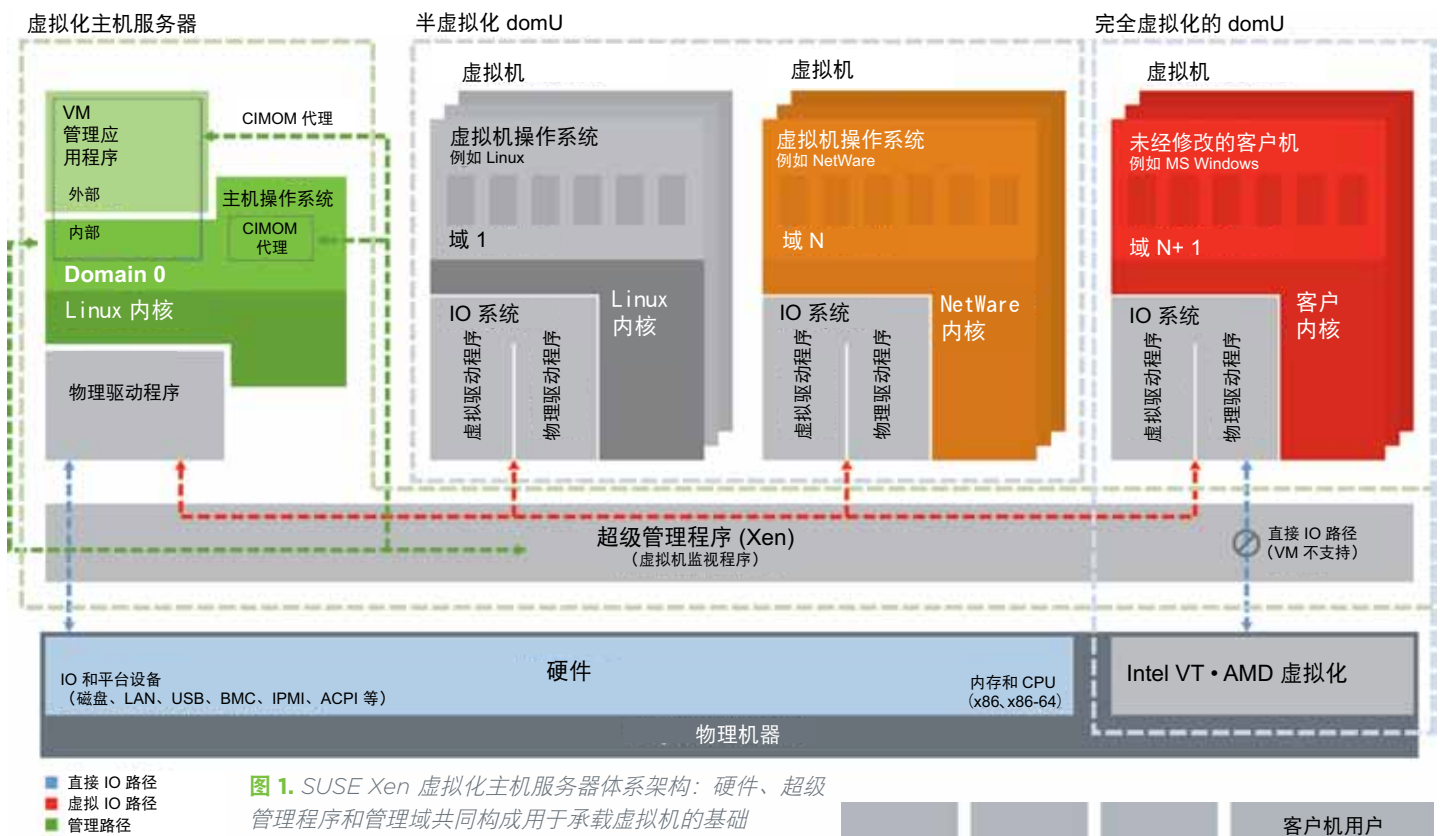 虚拟化主机服务器
半虚拟化 domU
完全虚拟化的 domU
虚拟机
虚拟机
虚拟机
VM
管理应
用程序
外部
内部
CIMOM 代理
主机操作系统
CIMOM
代理
Domain 0
Linux 内核
物理驱动程序
虚拟机操作系统
例如 Linux
域 1
Linux
内核
IO 系统
虚拟驱动程序
物理驱动程序
虚拟机操作系统
例如 NetWare
域 N
NetWare
内核
IO 系统
虚拟驱动程序
物理驱动程序
未经修改的客户机
例如 MS Windows
域 N+ 1
客户
内核
IO 系统
虚拟驱动程序
物理驱动程序
超级管理程序 (Xen)
（虚拟机监视程序）
直接 IO 路径
（VM 不支持）
硬件
IO 和平台设备
（磁盘、LAN、USB、BMC、IPMI、ACPI 等）
内存和 CPU
（x86、x86-64）
Intel VT • AMD 虚拟化
物理机器
直接 IO 路径
虚拟 IO 路径
管理路径
图 1. SUSE Xen 虚拟化主机服务器体系架构：硬件、超级
管理程序和管理域共同构成用于承载虚拟机的基础
客户机用户